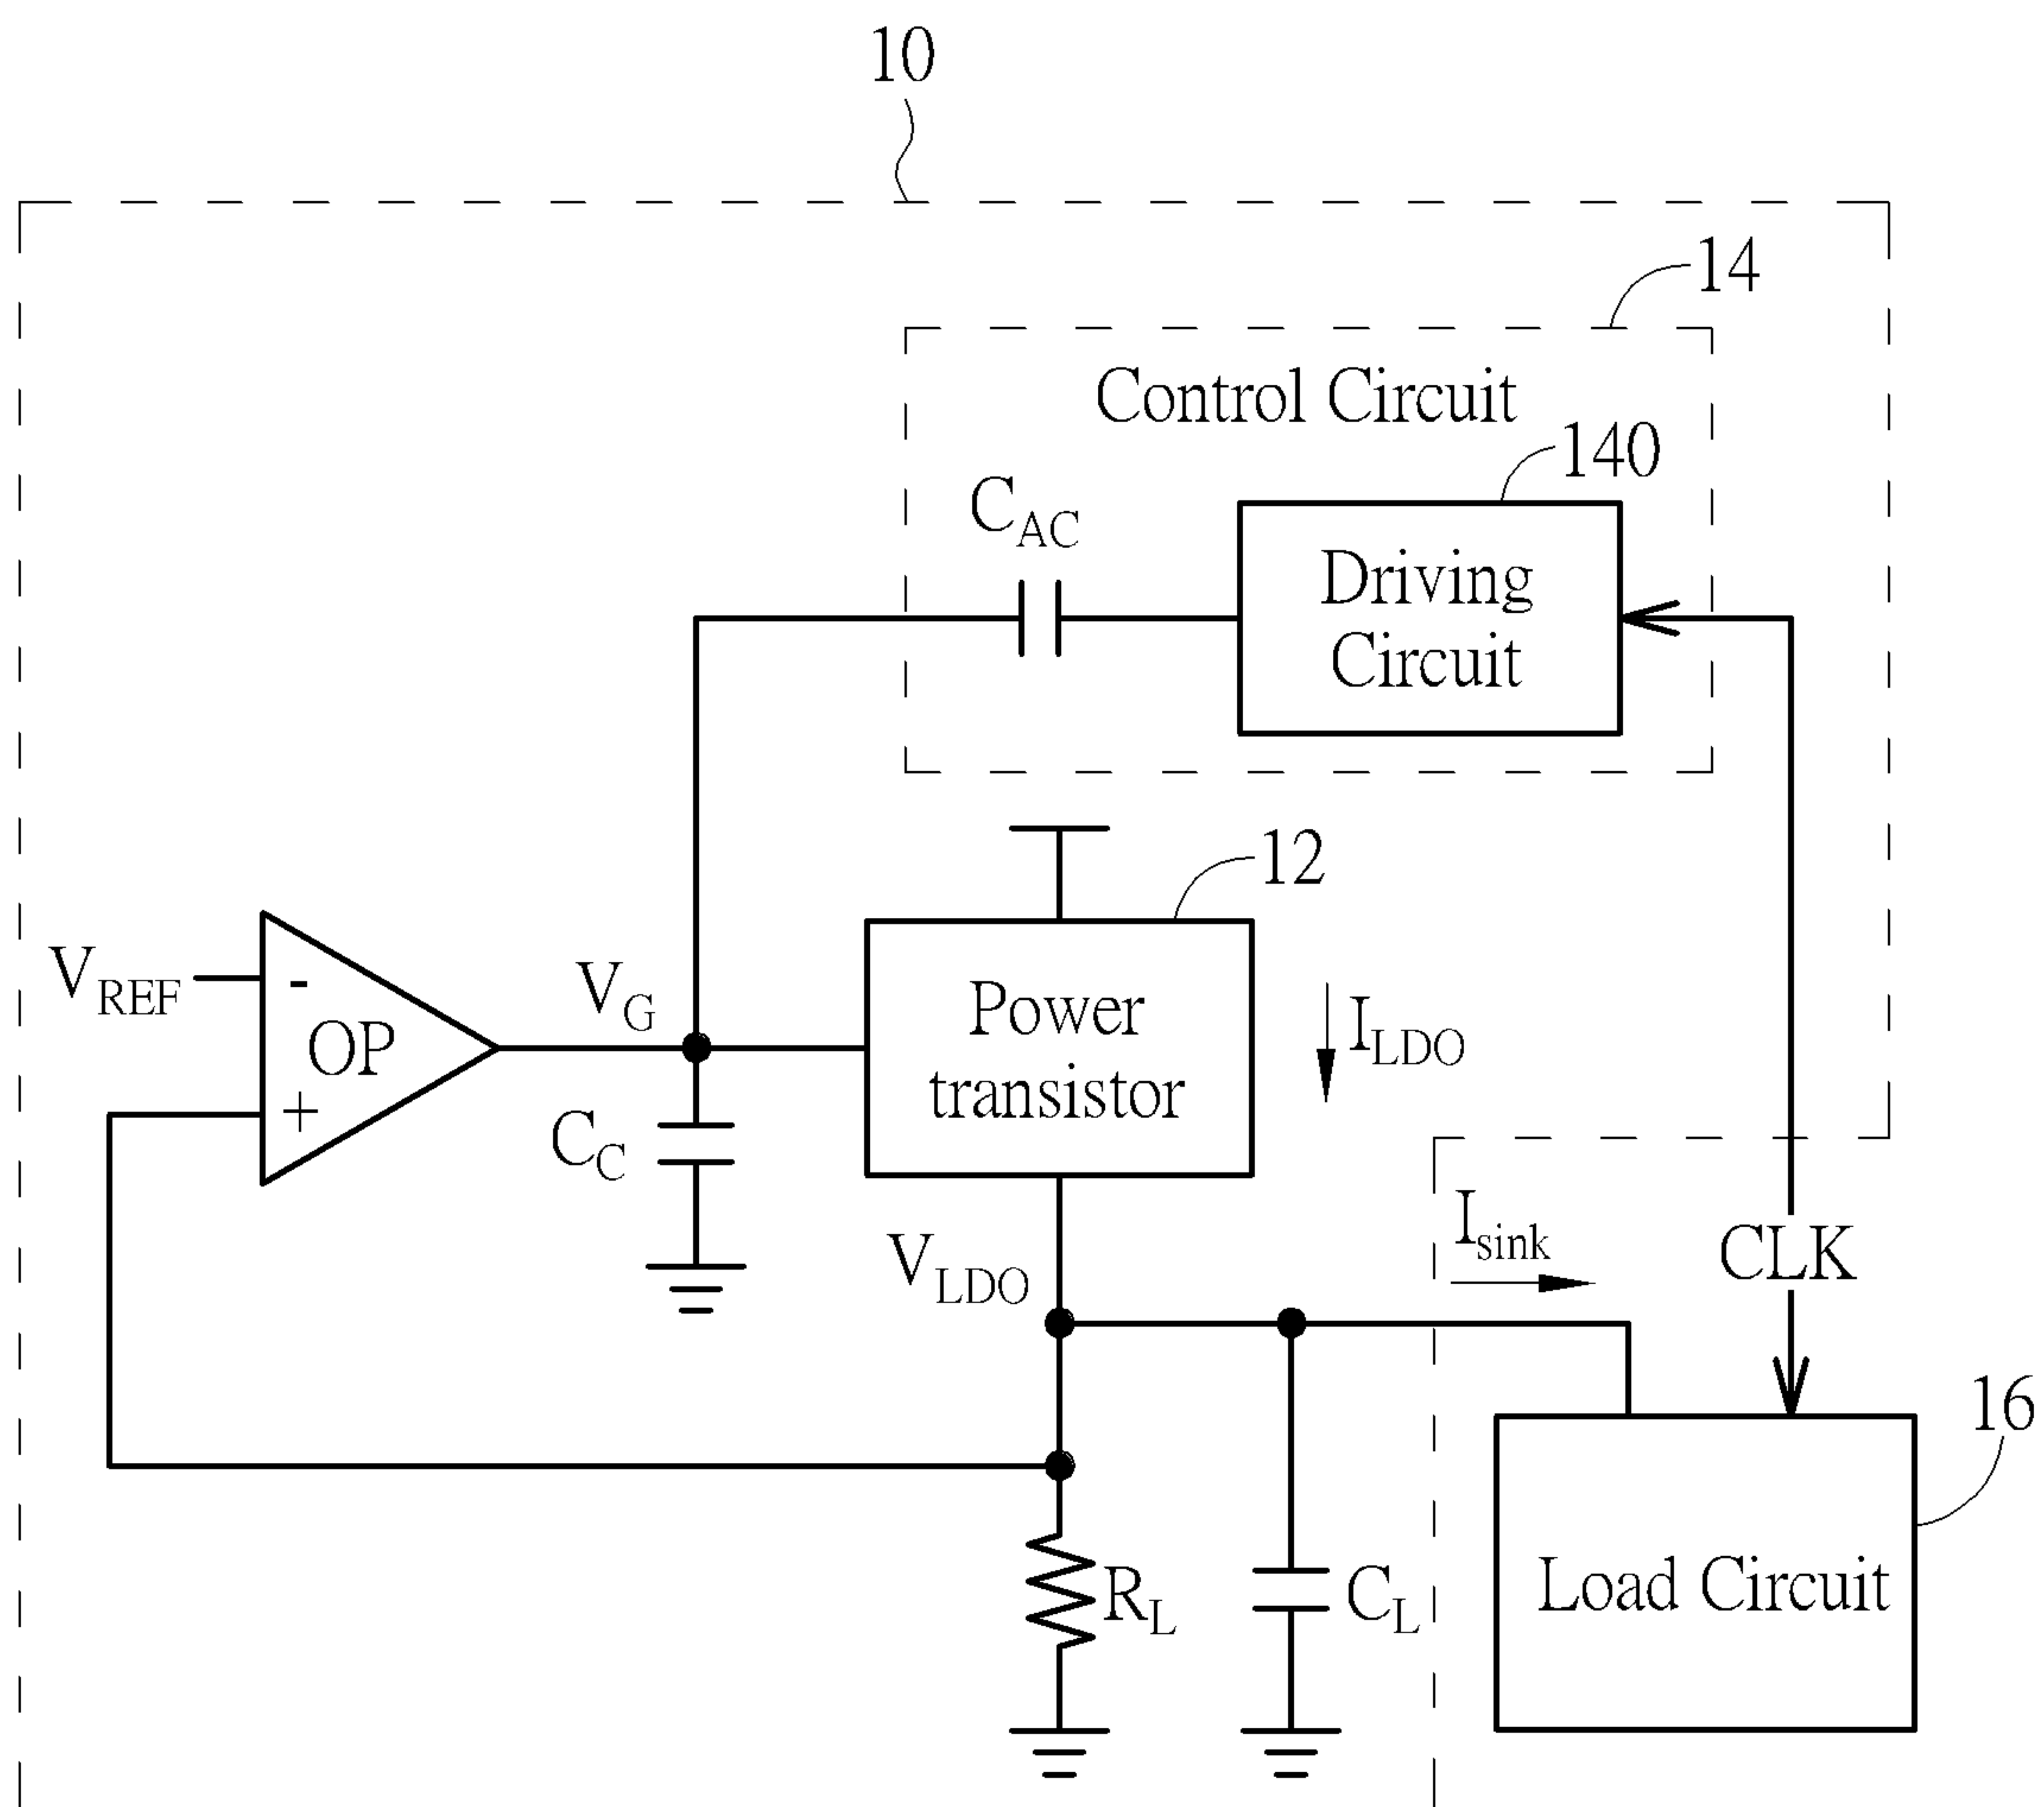 10
14
Control Circuit
140
C_AC
Driving
Circuit
12
V_REF
-
OP
+
V_G
C_C
Power
transistor
I_LDO
V_LDO
I_sink
CLK
16
R_L
C_L
Load Circuit